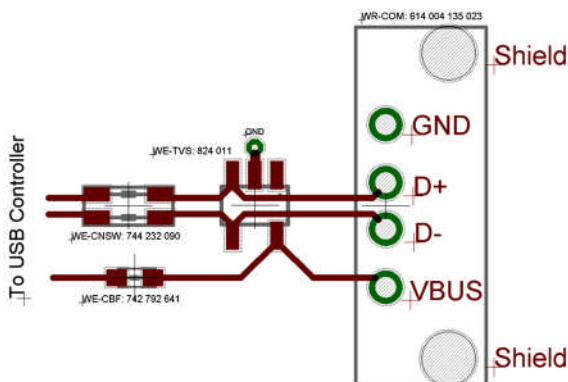 WR-COM: 614 004 135 023
Shield
GND
WE-TVS: 824 011
GND
D+
To USB Controller
D-
WE-CNSW: 744 232 090
VBUS
WE-CBF: 742 792 641
Shield